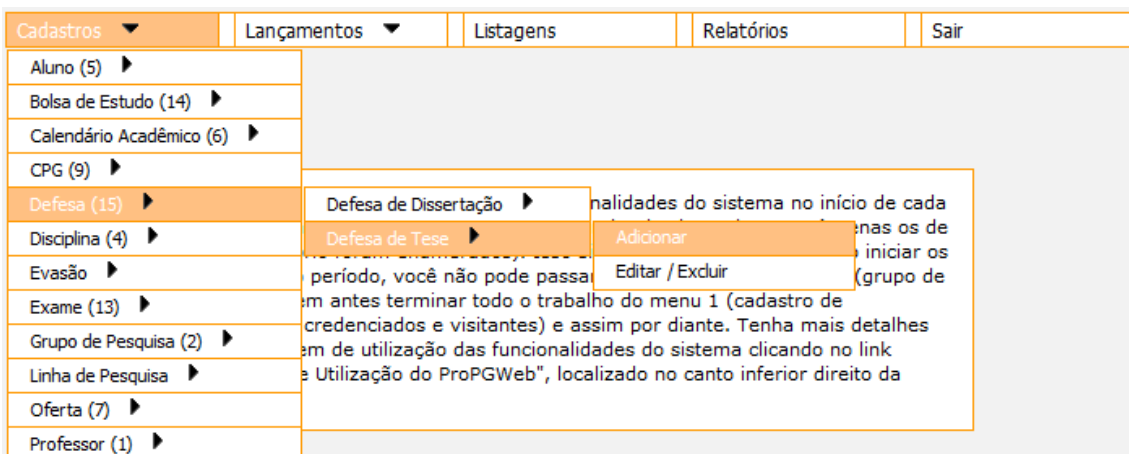 Cadastros Lançamentos Listagens Relatórios Sair
Aluno (5)
Bolsa de Estudo (14)
Calendário Acadêmico (6)
CPG (9)
Defesa (15)
Disciplina (4)
Evasão
Exame (13)
Grupo de Pesquisa (2)
Linha de Pesquisa
Oferta (7)
Professor (1)
Defesa de Dissertação
Defesa de Tese
Adicionar
Editar / Excluir
nalidades do sistema no início de cada
enas os de
iniciar os
período, você não pode passar (grupo de
em antes terminar todo o trabalho do menu 1 (cadastro de
credenciados e visitantes) e assim por diante. Tenha mais detalhes
em de utilização das funcionalidades do sistema clicando no link
e Utilização do ProPGWeb", localizado no canto inferior direito da